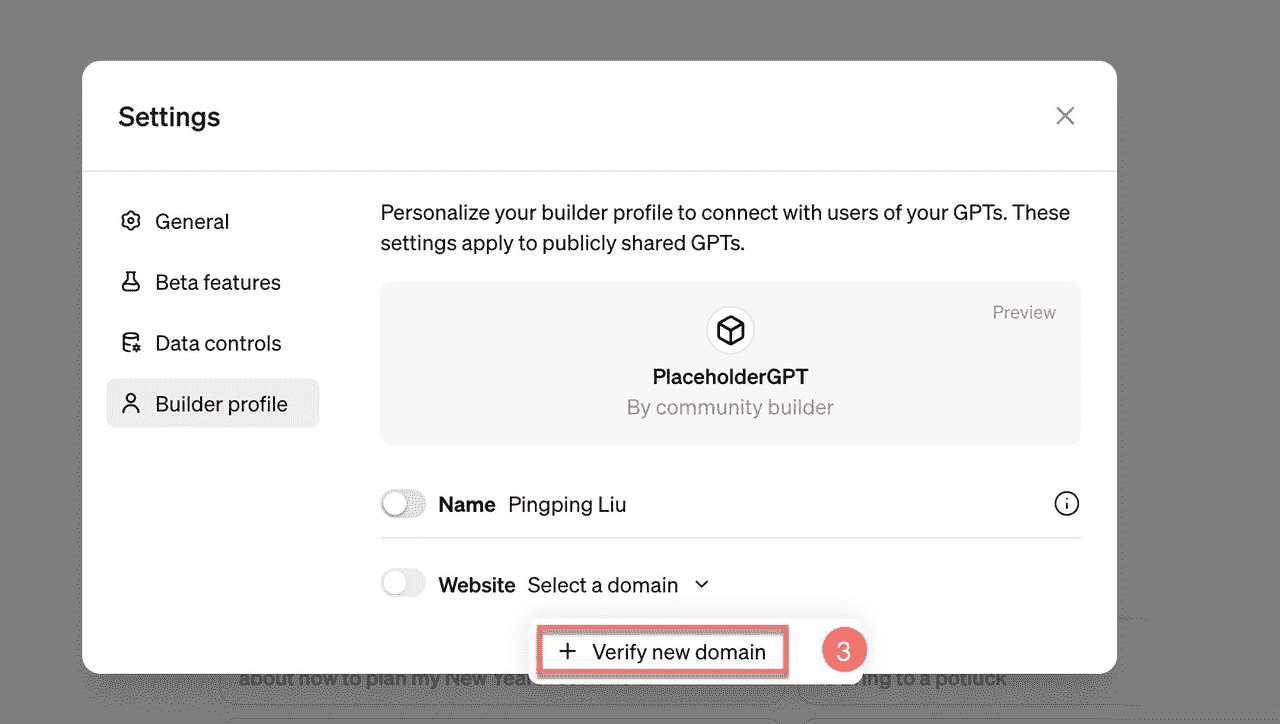 Settings
General
Beta features
Data controls
Builder profile
Personalize your builder profile to connect with users of your GPTs. These
settings apply to publicly shared GPTs.
Preview
PlaceholderGPT
By community builder
Name Pingping Liu
Website Select a domain
+ Verify new domain
3
about how to plan my New Year
to a potluck